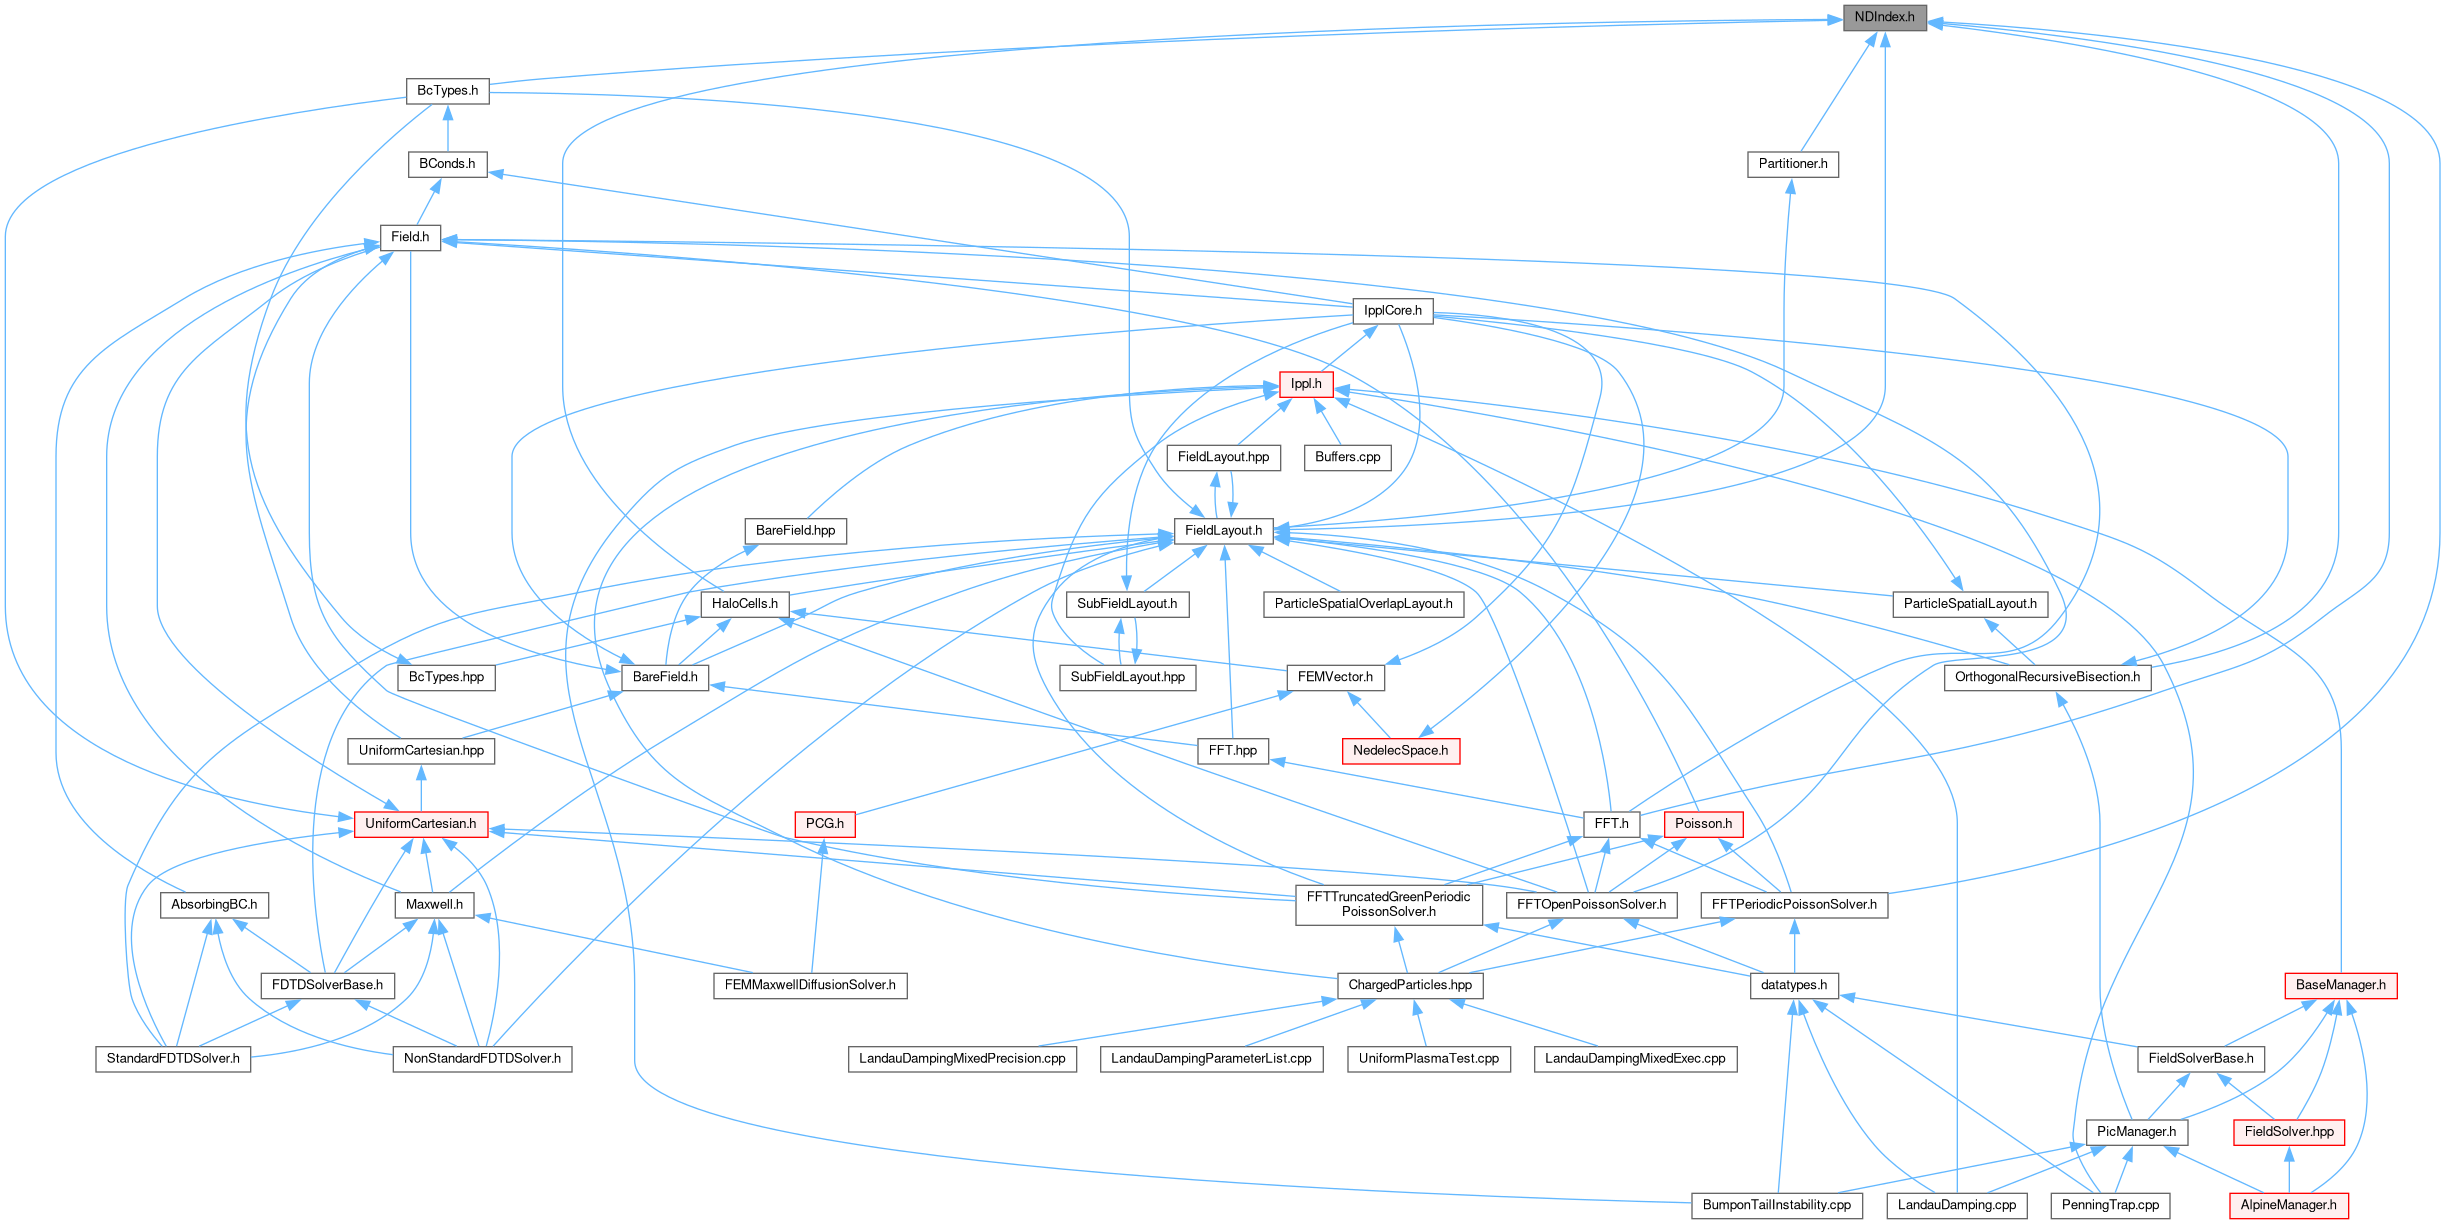 NDIndex.h
BcTypes.h
BConds.h
Partitioner.h
Field.h
IpplCore.h
Ippl.h
FieldLayout.hpp
Buffers.cpp
BareField.hpp
FieldLayout.h
HaloCells.h
SubFieldLayout.h
ParticleSpatialOverlapLayout.h
ParticleSpatialLayout.h
BcTypes.hpp
BareField.h
SubFieldLayout.hpp
FEMVector.h
OrthogonalRecursiveBisection.h
UniformCartesian.hpp
FFT.hpp
NedelecSpace.h
UniformCartesian.h
PCG.h
FFT.h
Poisson.h
AbsorbingBC.h
Maxwell.h
FFTTruncatedGreenPeriodic
PoissonSolver.h
FFTOpenPoissonSolver.h
FFTPeriodicPoissonSolver.h
FDTDSolverBase.h
FEMMaxwellDiffusionSolver.h
ChargedParticles.hpp
datatypes.h
BaseManager.h
StandardFDTDSolver.h
NonStandardFDTDSolver.h
LandauDampingMixedPrecision.cpp
LandauDampingParameterList.cpp
UniformPlasmaTest.cpp
LandauDampingMixedExec.cpp
FieldSolverBase.h
PicManager.h
FieldSolver.hpp
BumponTailInstability.cpp
LandauDamping.cpp
PenningTrap.cpp
AlpineManager.h